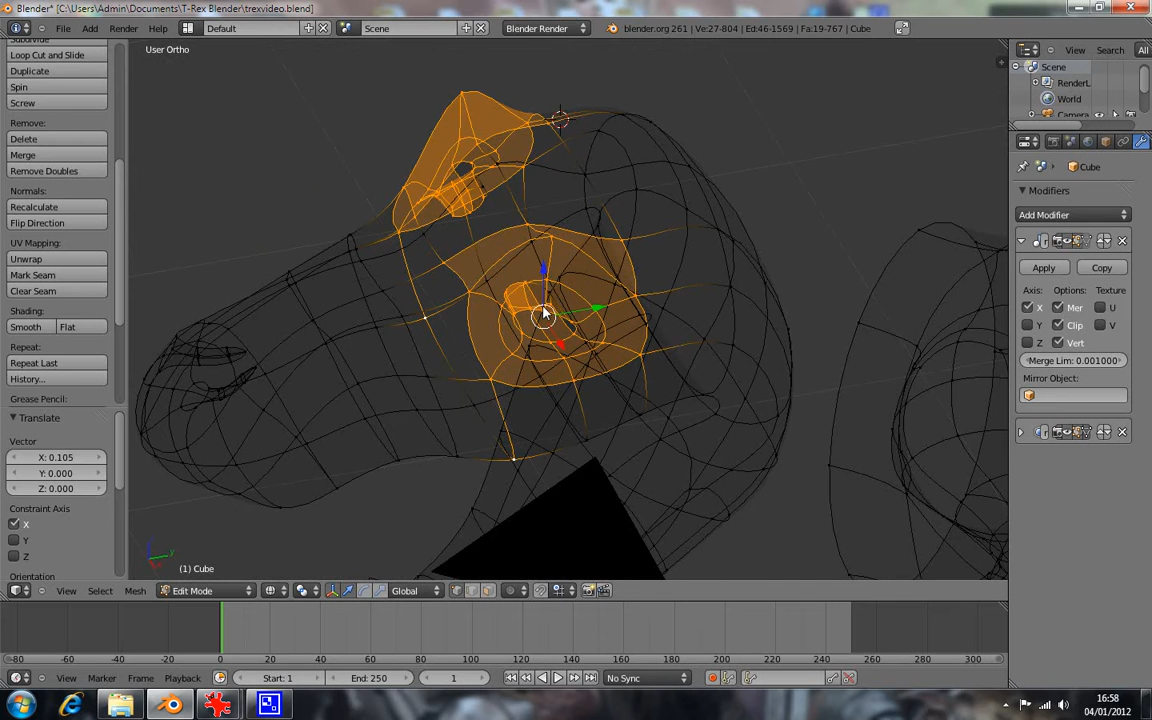 Blender* [C:\Users\Admin\Documents\T-Rex Blender\trexvideo.blend]
File Add Render Help Default Scene Blender Render blender.org 261 | Ve:27-804 | Ed:46-1569 | Fa:19-767 | Cube
User Ortho
Subdivide
Loop Cut and Slide
Duplicate
Spin
Screw
Remove:
Delete
Merge
Remove Doubles
Normals:
Recalculate
Flip Direction
UV Mapping:
Unwrap
Mark Seam
Clear Seam
Shading:
Smooth Flat
Repeat:
Repeat Last
History...
Grease Pencil:
Translate
Vector
X: 0.105
Y: 0.000
Z: 0.000
Constraint Axis
X
Y
Z
Orientation
z y
(1) Cube
View Search All
Scene
RenderL
World
Camera
Cube
Modifiers
Add Modifier
Apply Copy
Axis: Options: Texture
X Mer U
Y Clip V
Z Vert
Merge Lim: 0.001000
Mirror Object:
View Select Mesh Edit Mode Global
-80 -60 -40 -20 0 20 40 60 80 100 120 140 160 180 200 220 240 260 280 300
View Marker Frame Playback Start: 1 End: 250 1 No Sync
16:58
04/01/2012